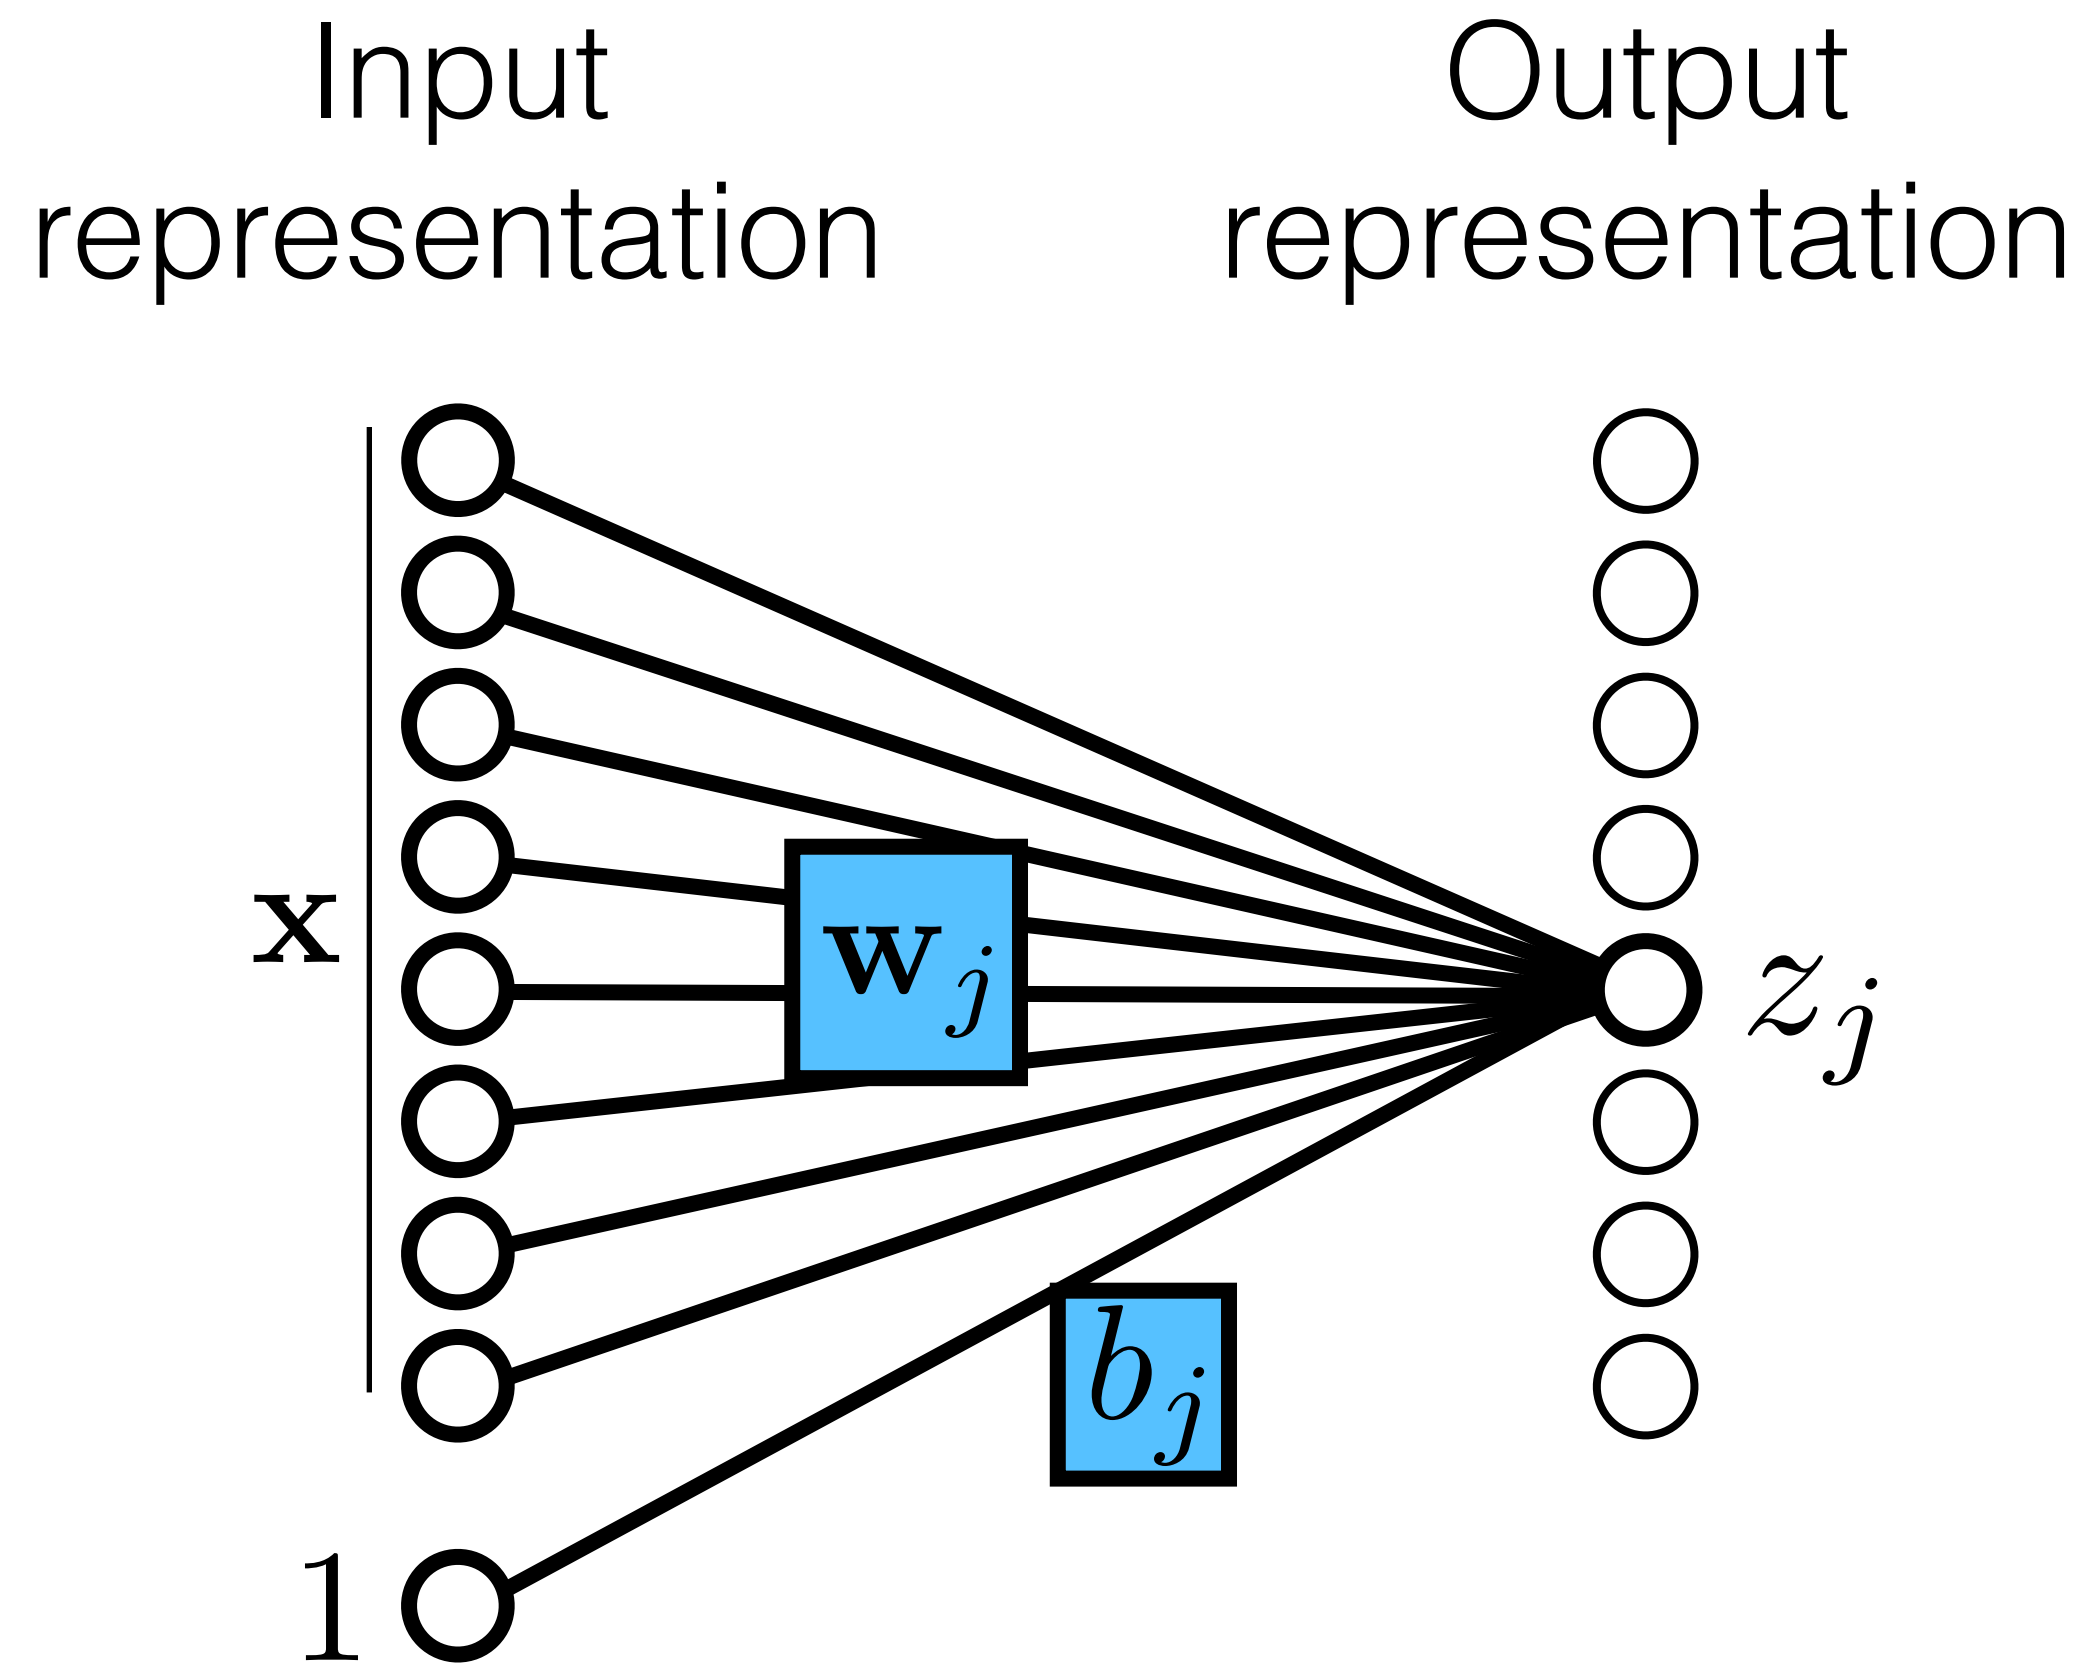 Input
representation
Output
representation
x
w_j
z_j
b_j
1